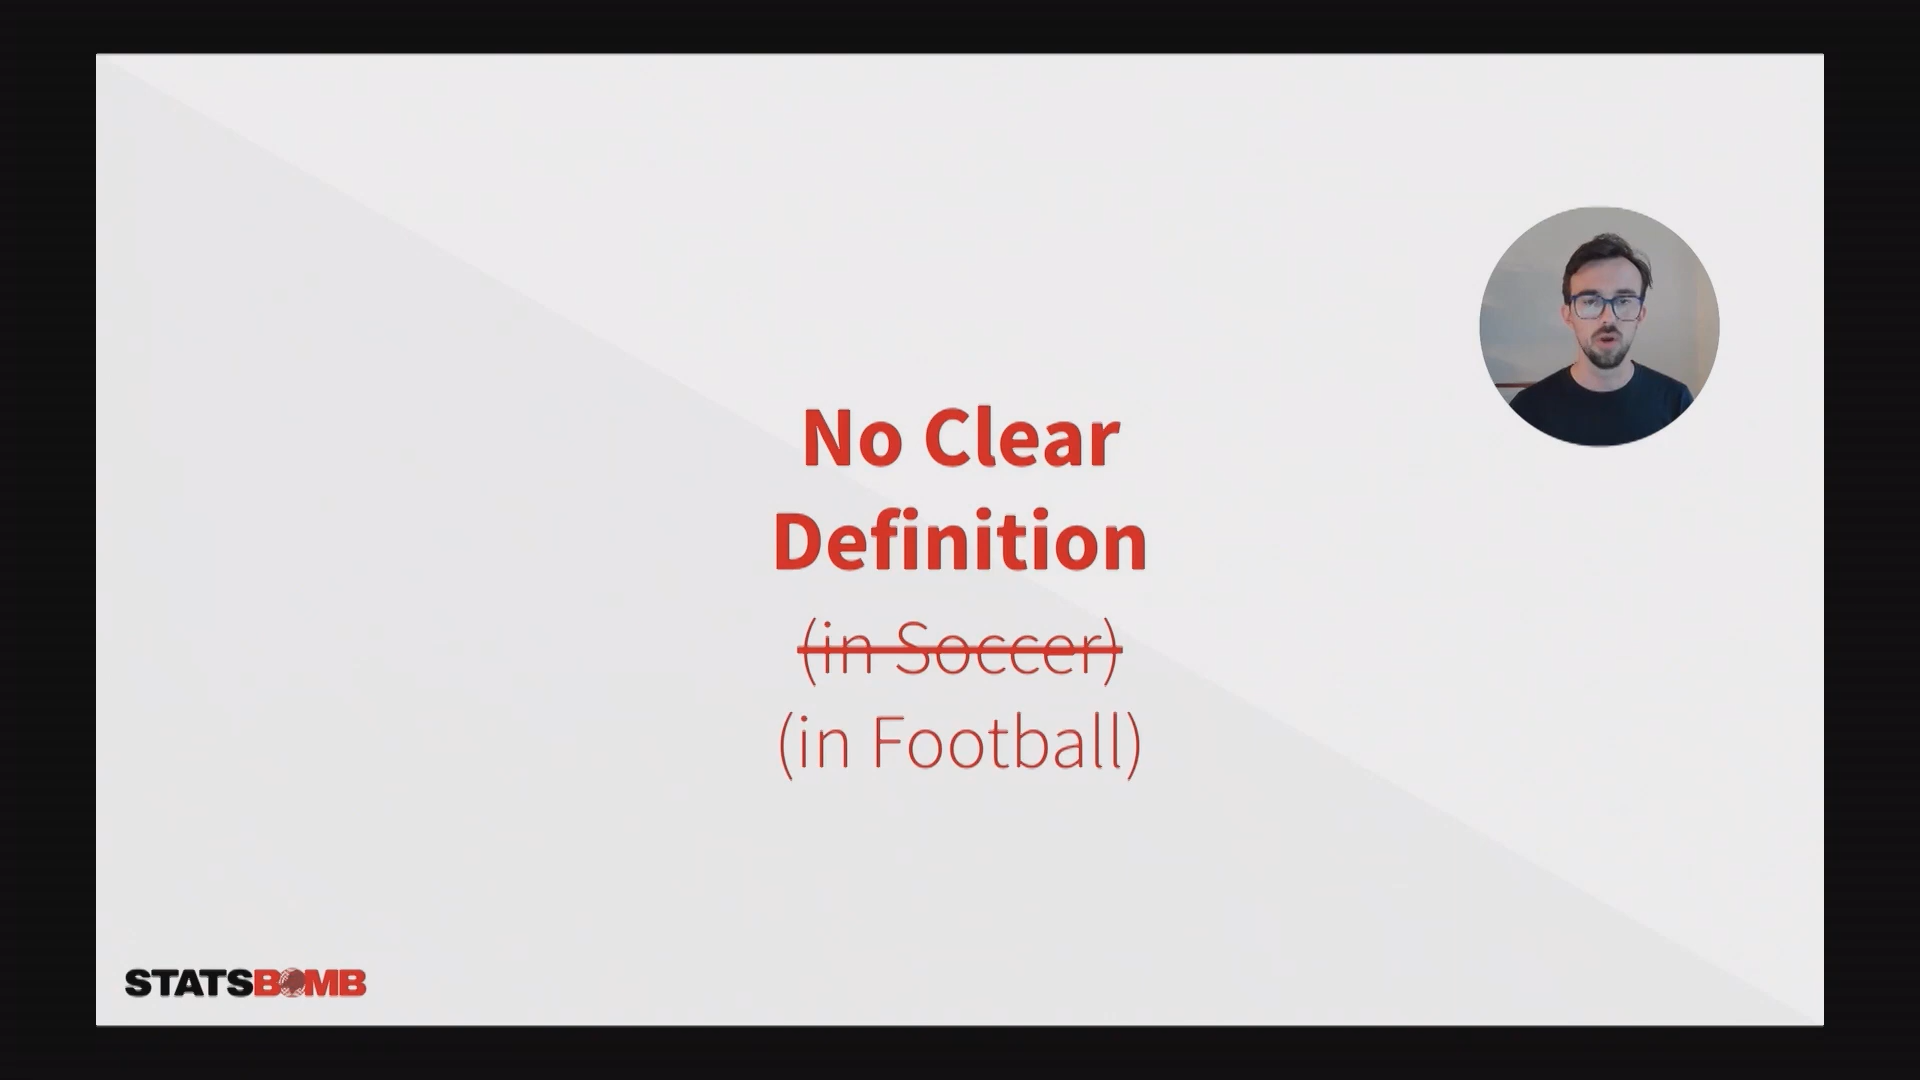 No Clear
Definition
(in Soccer)
(in Football)
STATSBOMB